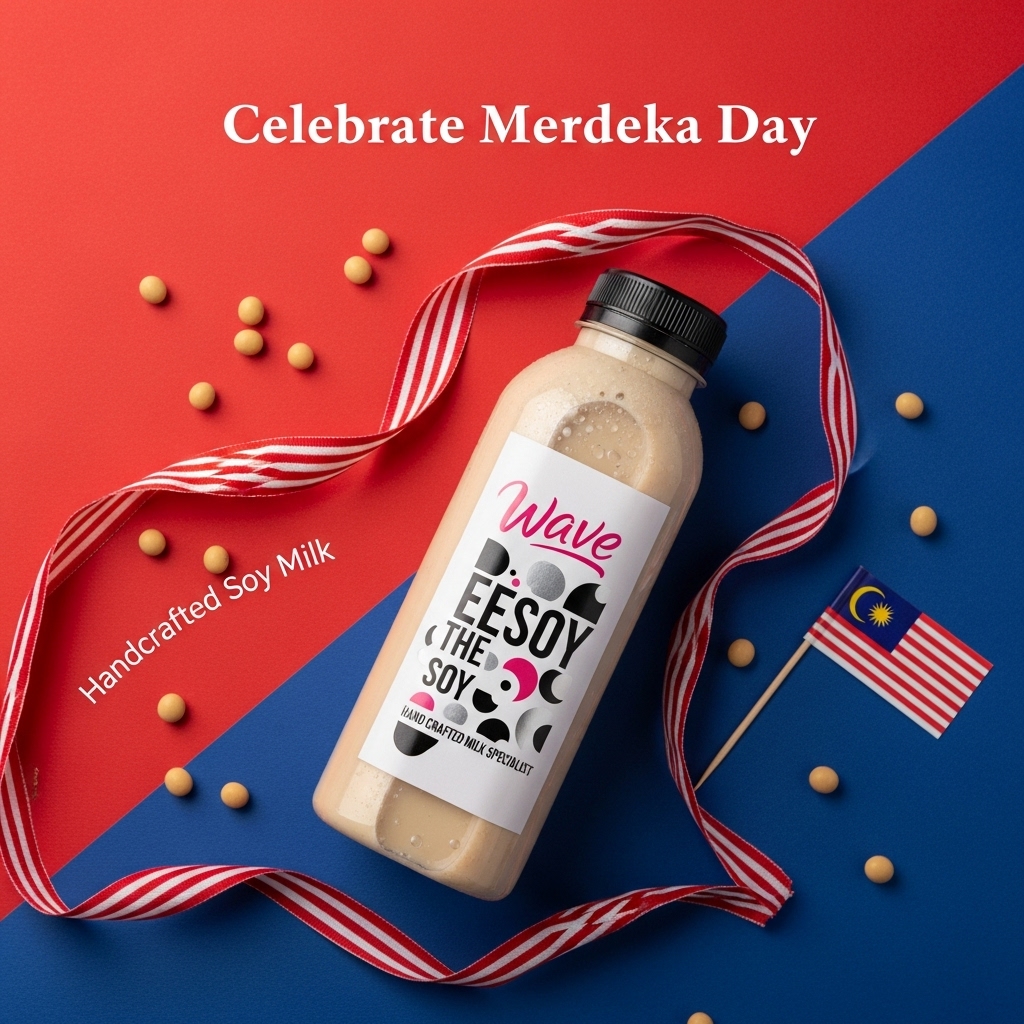 Celebrate Merdeka Day
Wave
EESOY
THE
SOY
HAND CRAFTED MILK SPECIALIST
Handcrafted Soy Milk